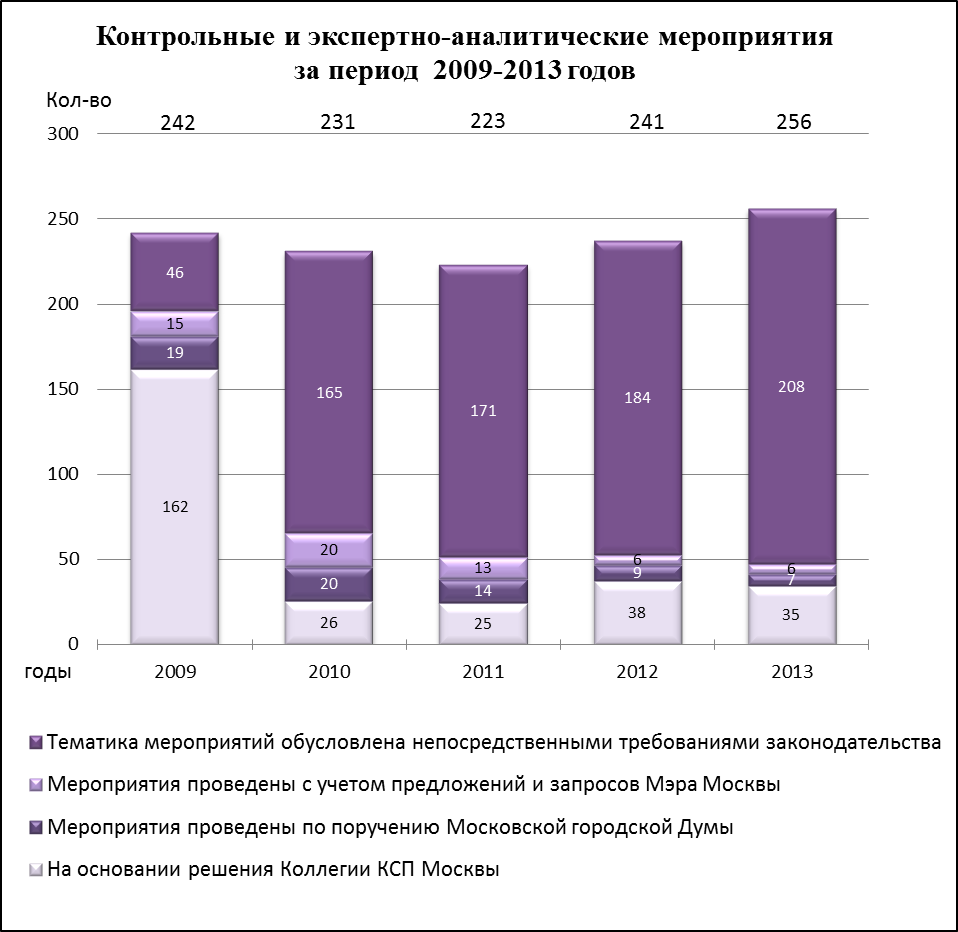 Контрольные и экспертно-аналитические мероприятия
за период 2009-2013 годов
Кол-во
242 231 223 241 256
300
250
200
150
100
50
0
46 15 19 162
165 20 20 26
171 13 14 25
184 6 9 38
208 6 7 35
годы 2009 2010 2011 2012 2013
Тематика мероприятий обусловлена непосредственными требованиями законодательства
Мероприятия проведены с учетом предложений и запросов Мэра Москвы
Мероприятия проведены по поручению Московской городской Думы
На основании решения Коллегии КСП Москвы